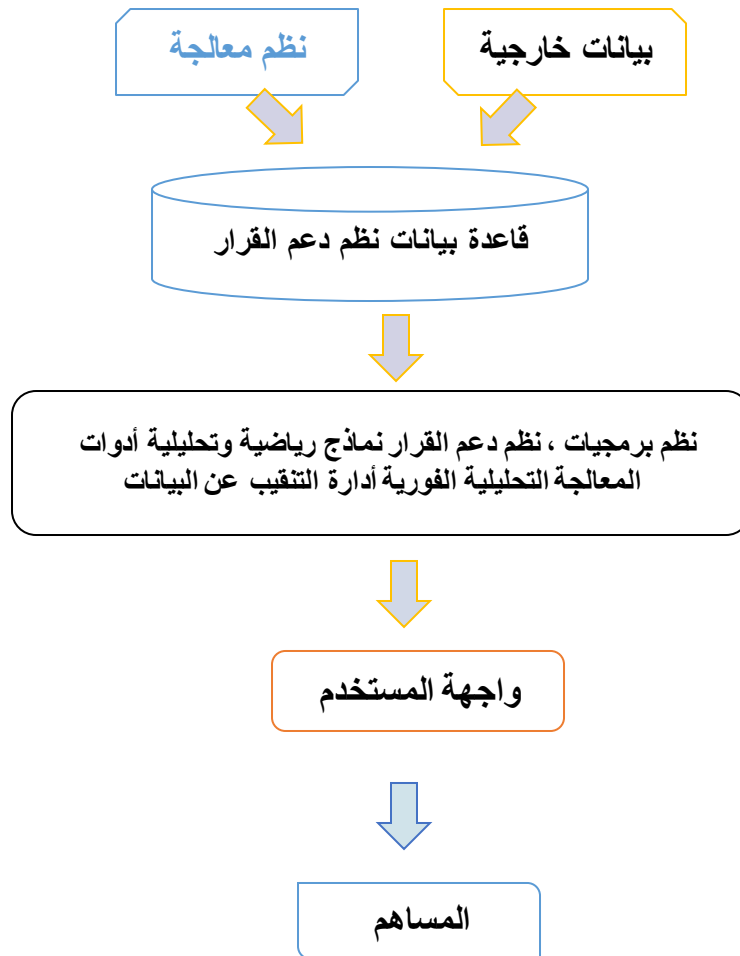 بيانات خارجية
نظم معالجة
قاعدة بيانات نظم دعم القرار
نظم برمجيات ، نظم دعم القرار نماذج رياضية وتحليلية أدوات
المعالجة التحليلية الفورية أدارة التنقيب عن البيانات
واجهة المستخدم
المساهم